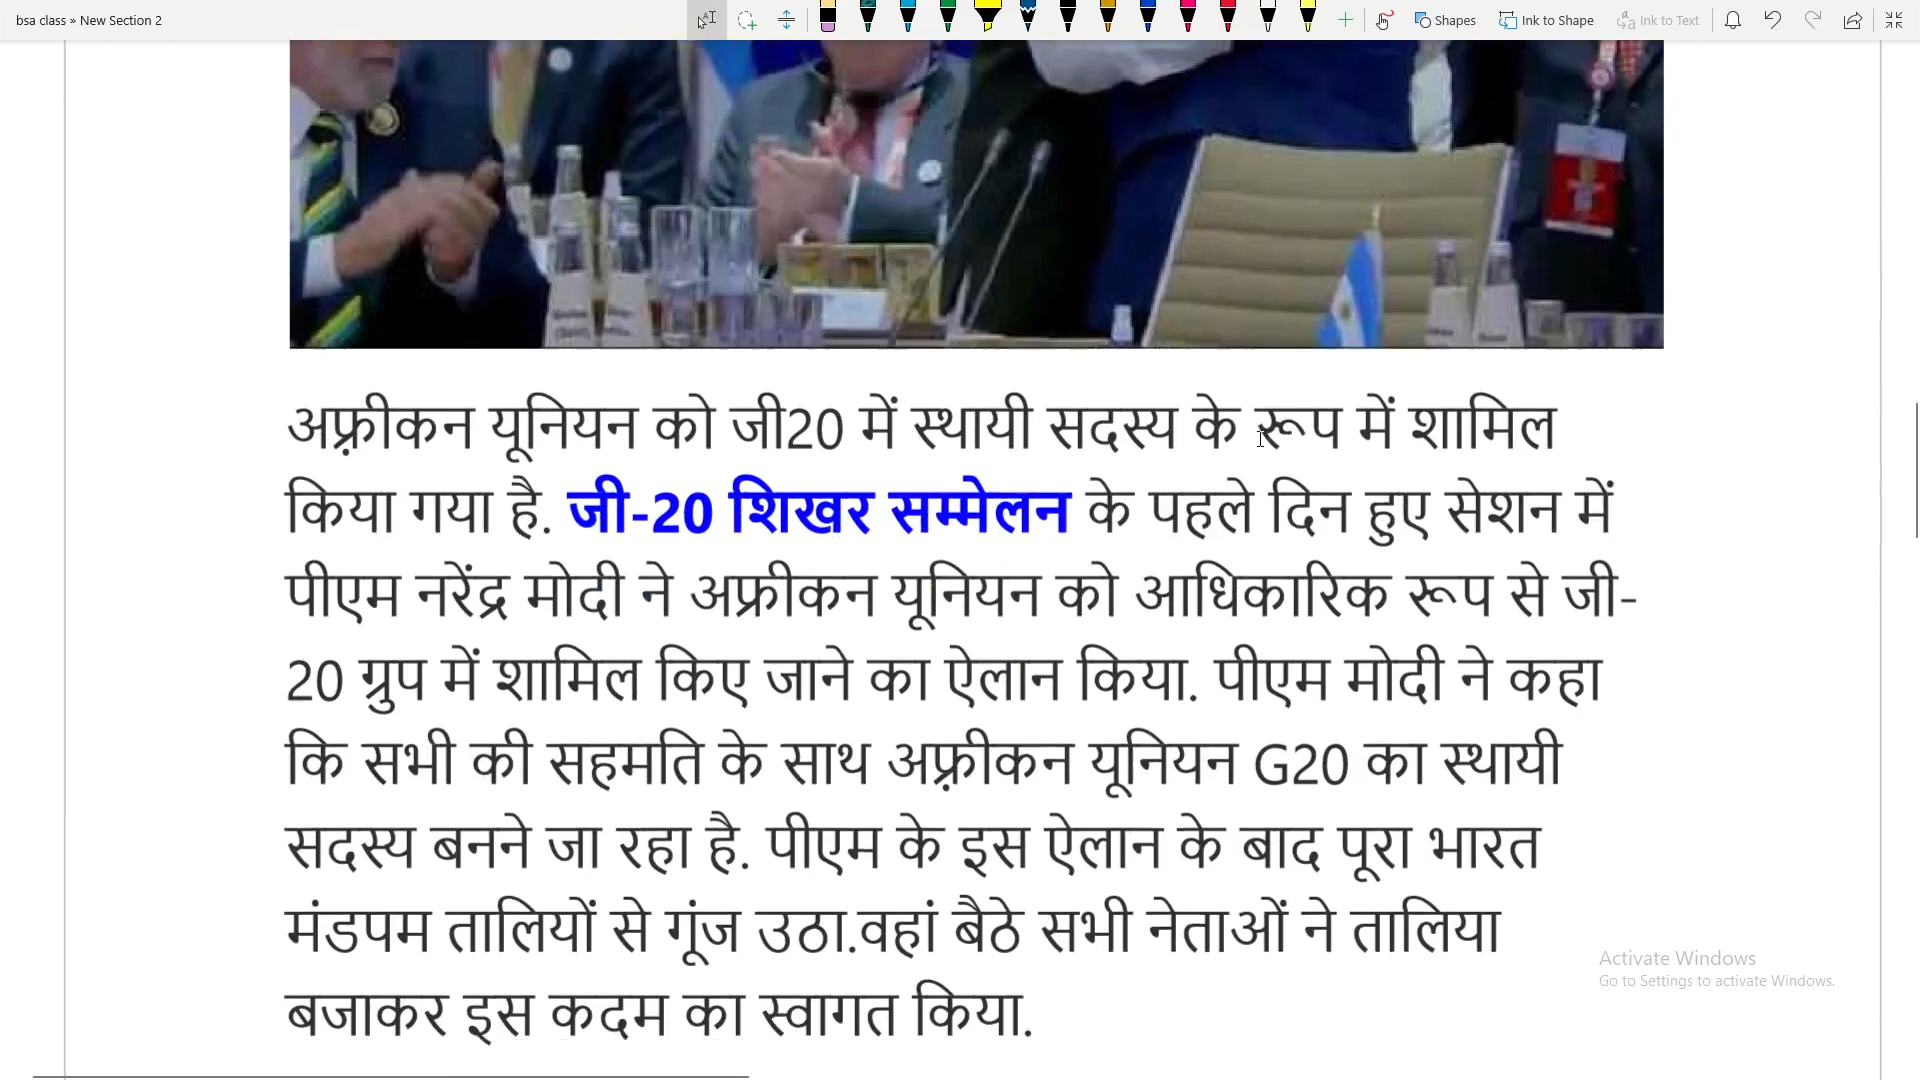 bsa class » New Section 2
Shapes
Ink to Shape
Ink to Text
अफ़्रीकन यूनियन को जी20 में स्थायी सदस्य के रूप में शामिल
किया गया है. जी-20 शिखर सम्मेलन के पहले दिन हुए सेशन में
पीएम नरेंद्र मोदी ने अफ्रीकन यूनियन को आधिकारिक रूप से जी-
20 ग्रुप में शामिल किए जाने का ऐलान किया. पीएम मोदी ने कहा
कि सभी की सहमति के साथ अफ़्रीकन यूनियन G20 का स्थायी
सदस्य बनने जा रहा है. पीएम के इस ऐलान के बाद पूरा भारत
मंडपम तालियों से गूंज उठा.वहां बैठे सभी नेताओं ने तालिया
बजाकर इस कदम का स्वागत किया.
Activate Windows
Go to Settings to activate Windows.